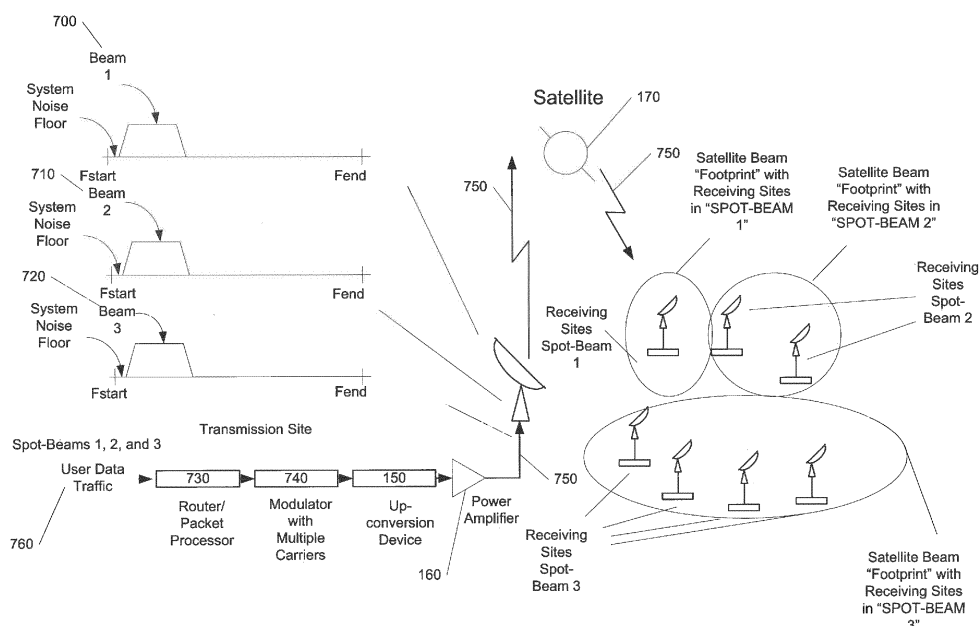 700
Beam
1
System
Noise
Floor
Fstart
Fend
710
Beam
2
System
Noise
Floor
Fstart
Fend
720
Beam
3
System
Noise
Floor
Fstart
Fend
Satellite
170
750
750
Satellite Beam
"Footprint" with
Receiving Sites
in "SPOT-BEAM
1"
Satellite Beam
"Footprint" with
Receiving Sites in
"SPOT-BEAM 2"
Receiving
Sites
Spot-Beam
1
Receiving
Sites
Spot-
Beam 2
Transmission Site
Spot-Beams 1, 2, and 3
User Data
Traffic
760
730
Router/
Packet
Processor
740
Modulator
with
Multiple
Carriers
150
Up-
conversion
Device
Power
Amplifier
160
750
Receiving
Sites
Spot-
Beam 3
Satellite Beam
"Footprint" with
Receiving Sites
in "SPOT-BEAM
3"